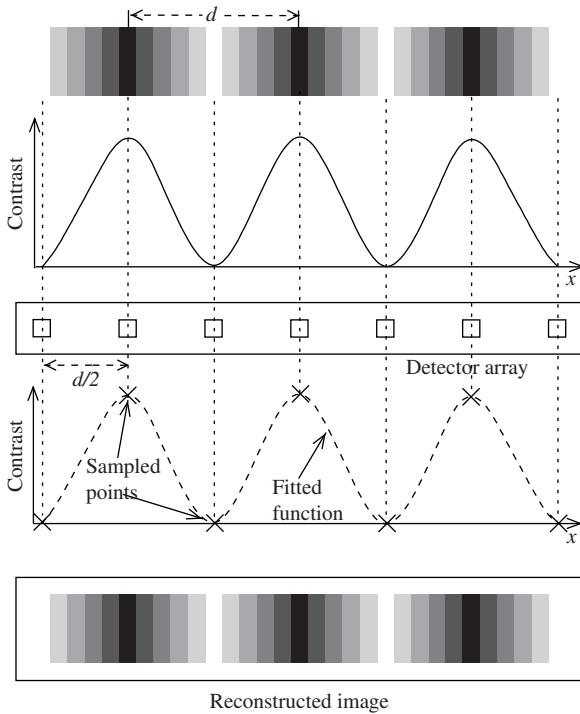 d
Contrast
x
d/2
Detector array
Contrast
Sampled
points
Fitted
function
x
Reconstructed image